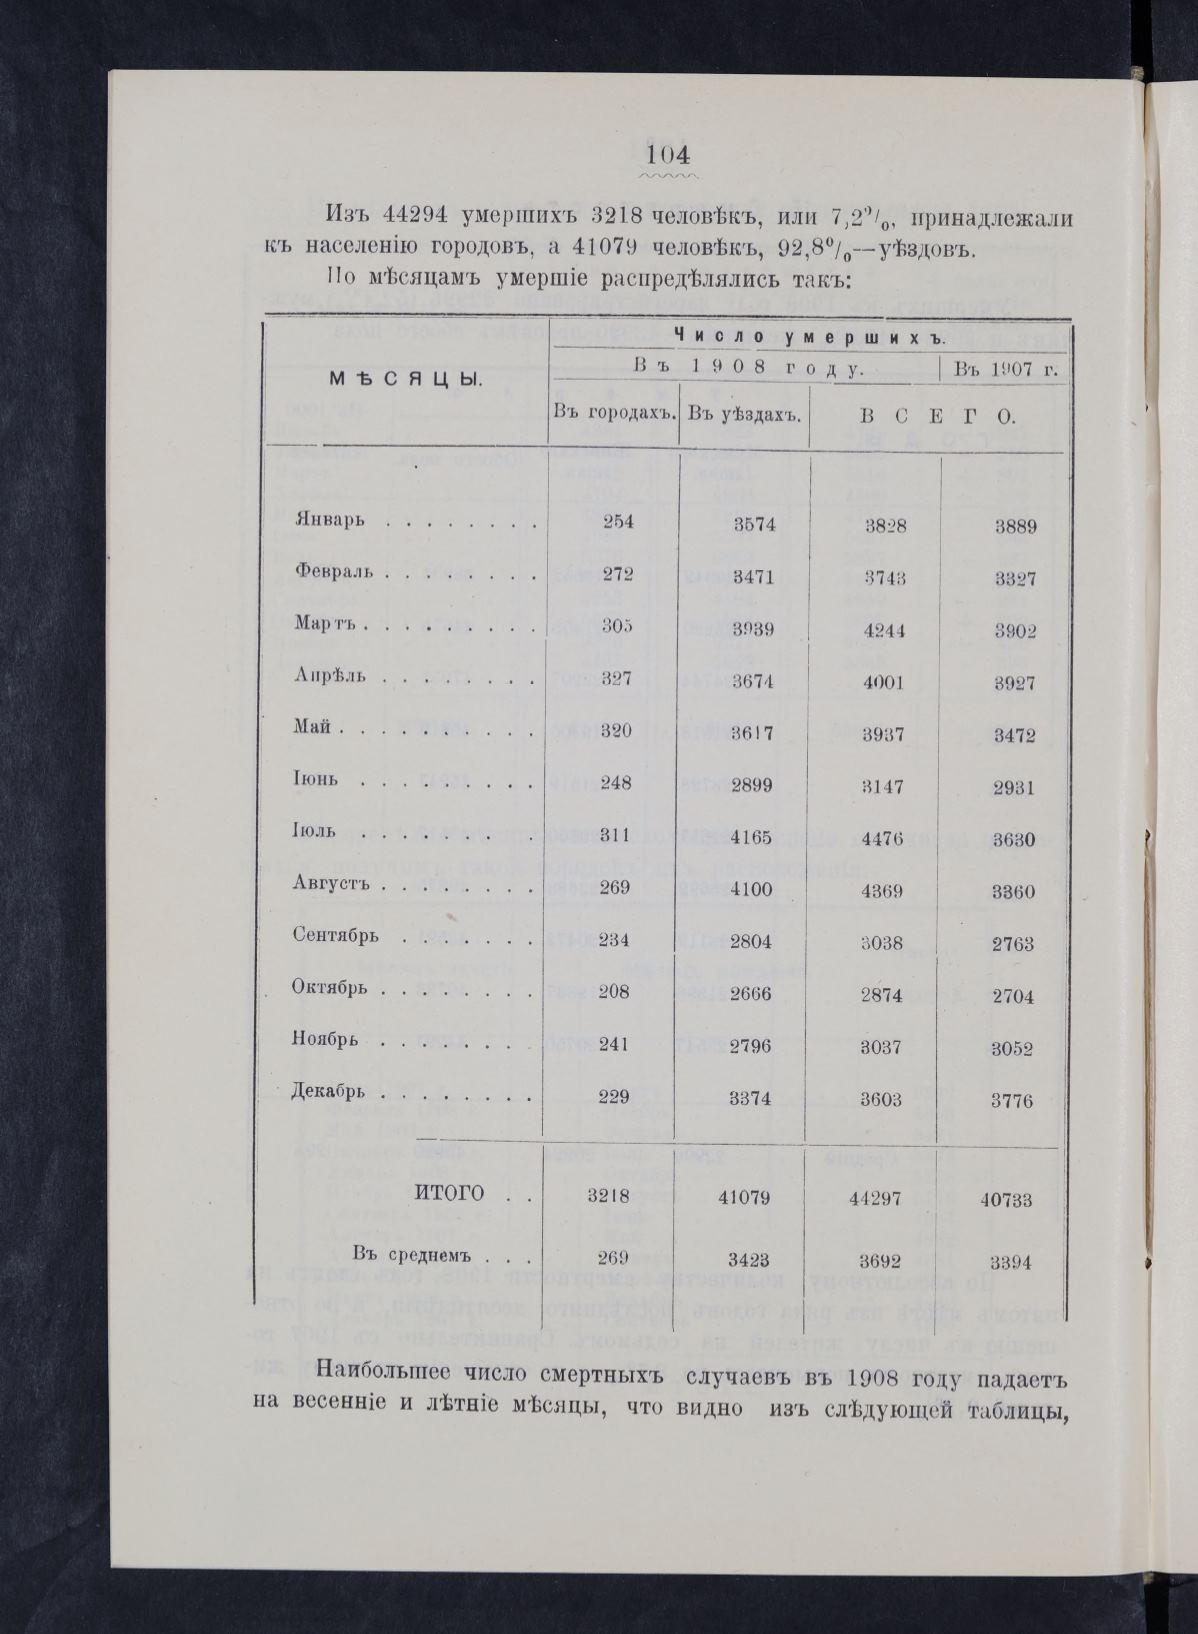 104
Изъ 44294 умершихъ 3218 человѣкъ, или 7,2%, принадлежали
къ населенію городовъ, а 41079 человѣкъ, 92,8%—уѣздовъ.
По мѣсяцамъ умершіе распредѣлялись такъ:
МѢСЯЦЫ. Число умершихъ.
Въ 1908 году. Въ 1907 г.
Въ городахъ. Въ уѣздахъ. ВСЕГО.
Январь . . . . . . . . 254 3574 3828 3889
Февраль . . . . . . . . 272 3471 3743 3327
Мартъ . . . . . . . . . 305 3939 4244 3902
Апрѣль . . . . . . . . 327 3674 4001 3927
Май . . . . . . . . . . 320 3617 3937 3472
Іюнь . . . . . . . . . 248 2899 3147 2931
Іюль . . . . . . . . . 311 4165 4476 3630
Августъ . . . . . . . . 269 4100 4369 3360
Сентябрь . . . . . . . 234 2804 3038 2763
Октябрь . . . . . . . . 208 2666 2874 2704
Ноябрь . . . . . . . . 241 2796 3037 3052
Декабрь . . . . . . . . 229 3374 3603 3776
ИТОГО . . 3218 41079 44297 40733
Въ среднемъ . . . 269 3423 3692 3394
Наибольшее число смертныхъ случаевъ въ 1908 году падаетъ
на весенніе и лѣтніе мѣсяцы, что видно изъ слѣдующей таблицы,